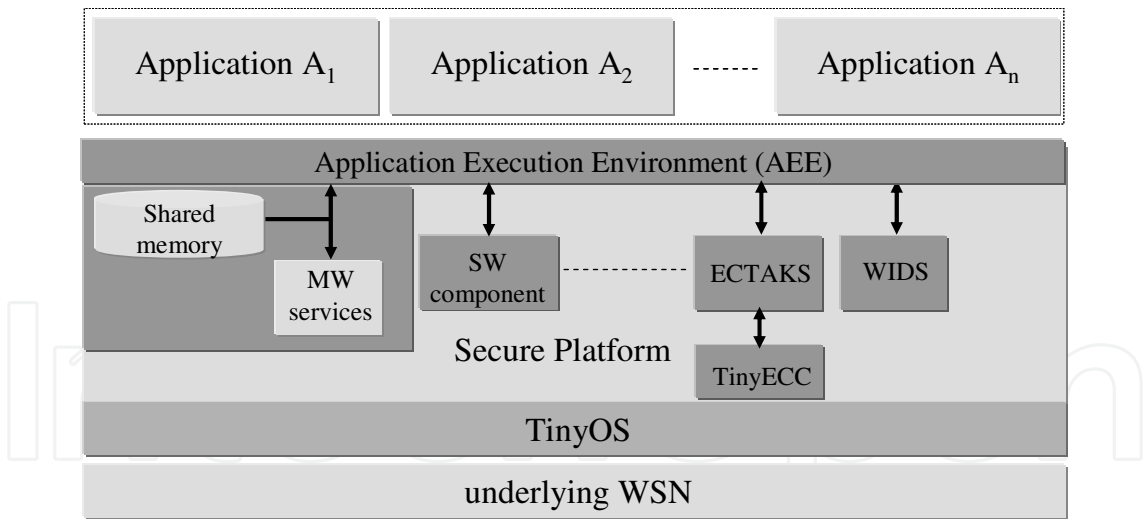 Application A1
Application A2
Application An
Application Execution Environment (AEE)
Shared
memory
MW
services
SW
component
ECTAKS
WIDS
Secure Platform
TinyECC
TinyOS
underlying WSN